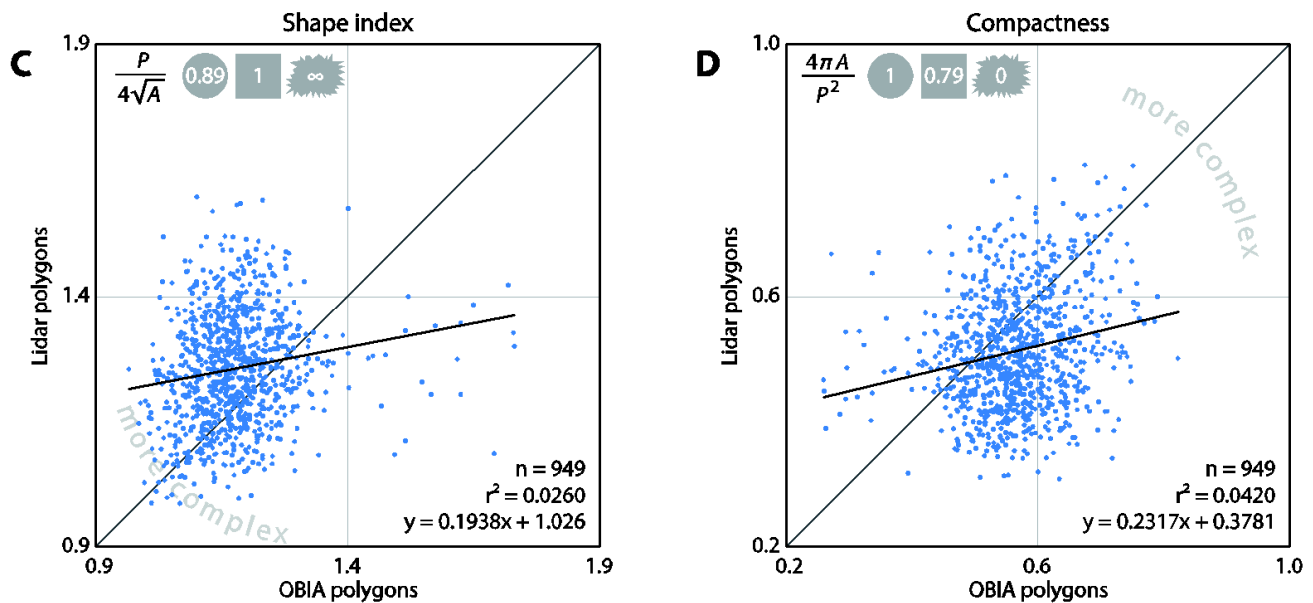 C
Shape index
1.9
P
4√A
0.89
1
∞
Lidar polygons
1.4
more complex
n = 949
r² = 0.0260
y = 0.1938x + 1.026
0.9
0.9
1.4
1.9
OBIA polygons
D
Compactness
1.0
4πA
P²
1
0.79
0
more complex
Lidar polygons
0.6
n = 949
r² = 0.0420
y = 0.2317x + 0.3781
0.2
0.2
0.6
1.0
OBIA polygons